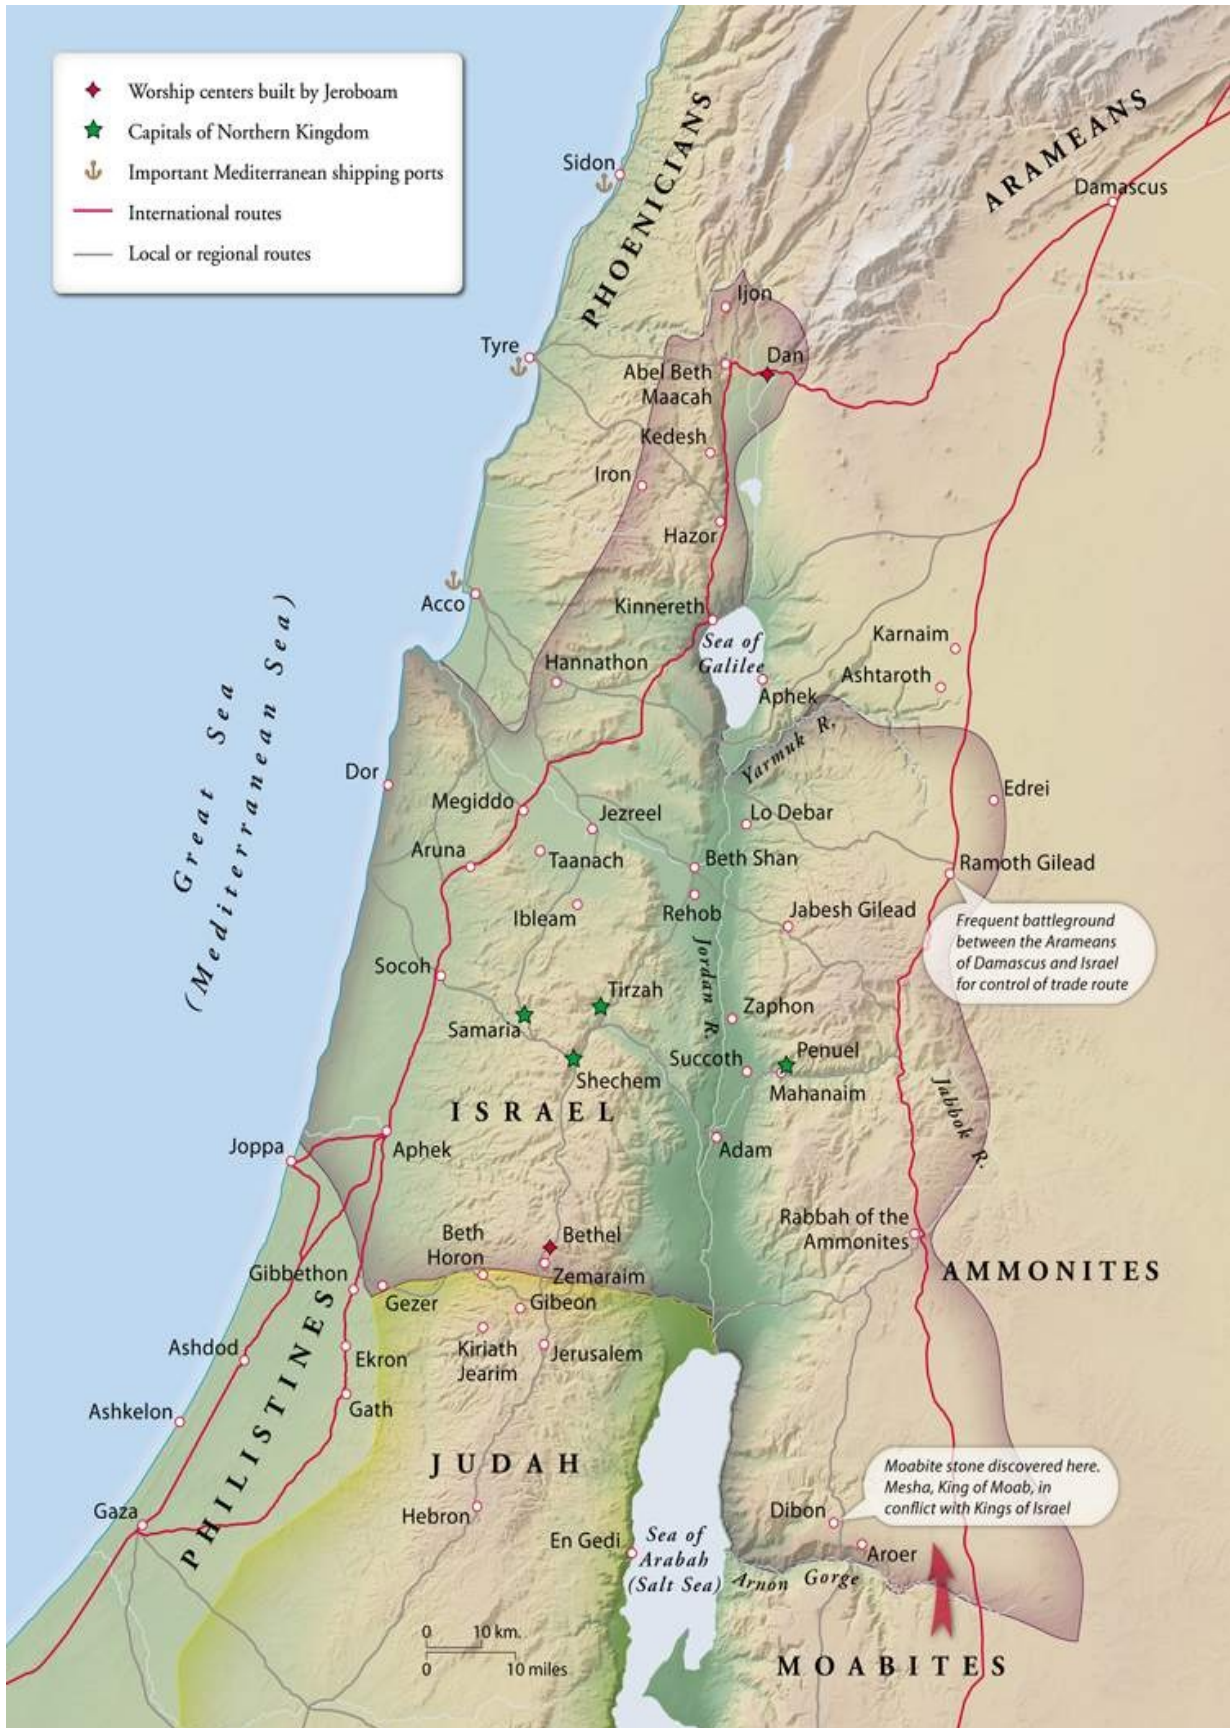 Worship centers built by Jeroboam
Capitals of Northern Kingdom
Important Mediterranean shipping ports
International routes
Local or regional routes
Sidon
PHOENICIANS
ARAMEANS
Damascus
Ijon
Tyre
Dan
Abel Beth
Maacah
Kedesh
Iron
Hazor
Acco
Kinnereth
Sea of
Galilee
Karnaim
Hannathon
Ashtaroth
Aphek
Great Sea
(Mediterranean Sea)
Yarmuk R.
Dor
Edrei
Megiddo
Jezreel
Lo Debar
Aruna
Taanach
Beth Shan
Ramoth Gilead
Ibleam
Rehob
Jabesh Gilead
Frequent battleground
between the Arameans
of Damascus and Israel
for control of trade route
Jordan R.
Socoh
Tirzah
Zaphon
Samaria
Succoth
Penuel
Shechem
Mahanaim
ISRAEL
Jabbok R.
Joppa
Aphek
Adam
Rabbah of the
Ammonites
Beth
Horon
Bethel
Zemaraim
AMMONITES
Gibbethon
Gezer
Gibeon
PHILISTINES
Ashdod
Ekron
Kiriath
Jearim
Jerusalem
Ashkelon
Gath
JUDAH
Moabite stone discovered here.
Mesha, King of Moab, in
conflict with Kings of Israel
Gaza
Hebron
Dibon
En Gedi
Sea of
Arabah
(Salt Sea)
Aroer
Arnon Gorge
0 10 km.
0 10 miles
MOABITES